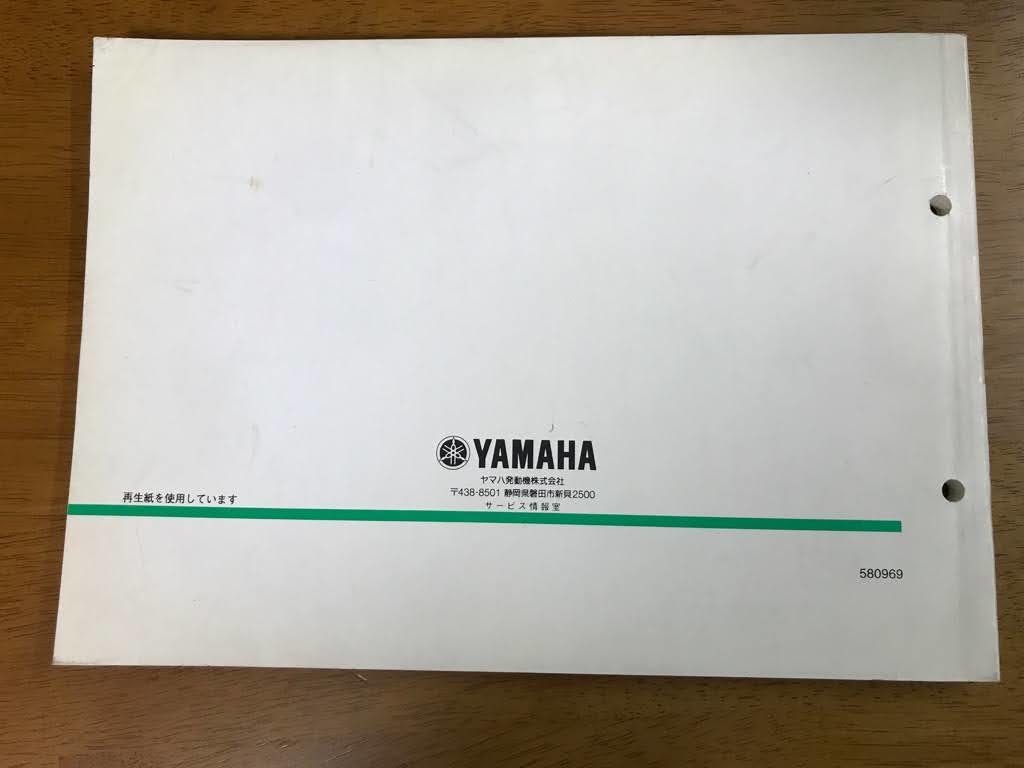 YAMAHA
ヤマハ発動機株式会社
〒438-8501 静岡県磐田市新貝2500
サービス情報室
再生紙を使用しています
580969